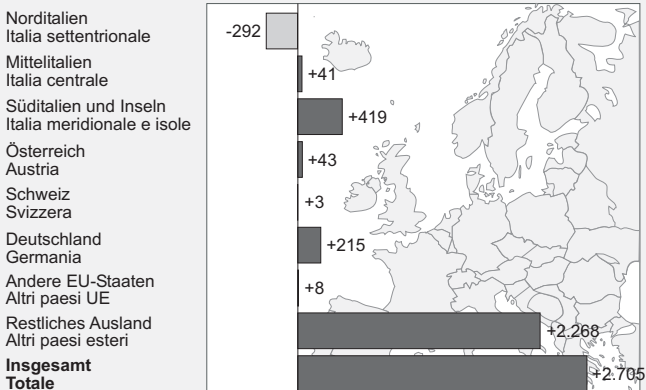 Norditalien
Italia settentrionale
-292
Mittelitalien
Italia centrale
+41
Süditalien und Inseln
Italia meridionale e isole
+419
Österreich
Austria
+43
Schweiz
Svizzera
+3
Deutschland
Germania
+215
Andere EU-Staaten
Altri paesi UE
+8
Restliches Ausland
Altri paesi esteri
+2.268
Insgesamt
Totale
+2.705